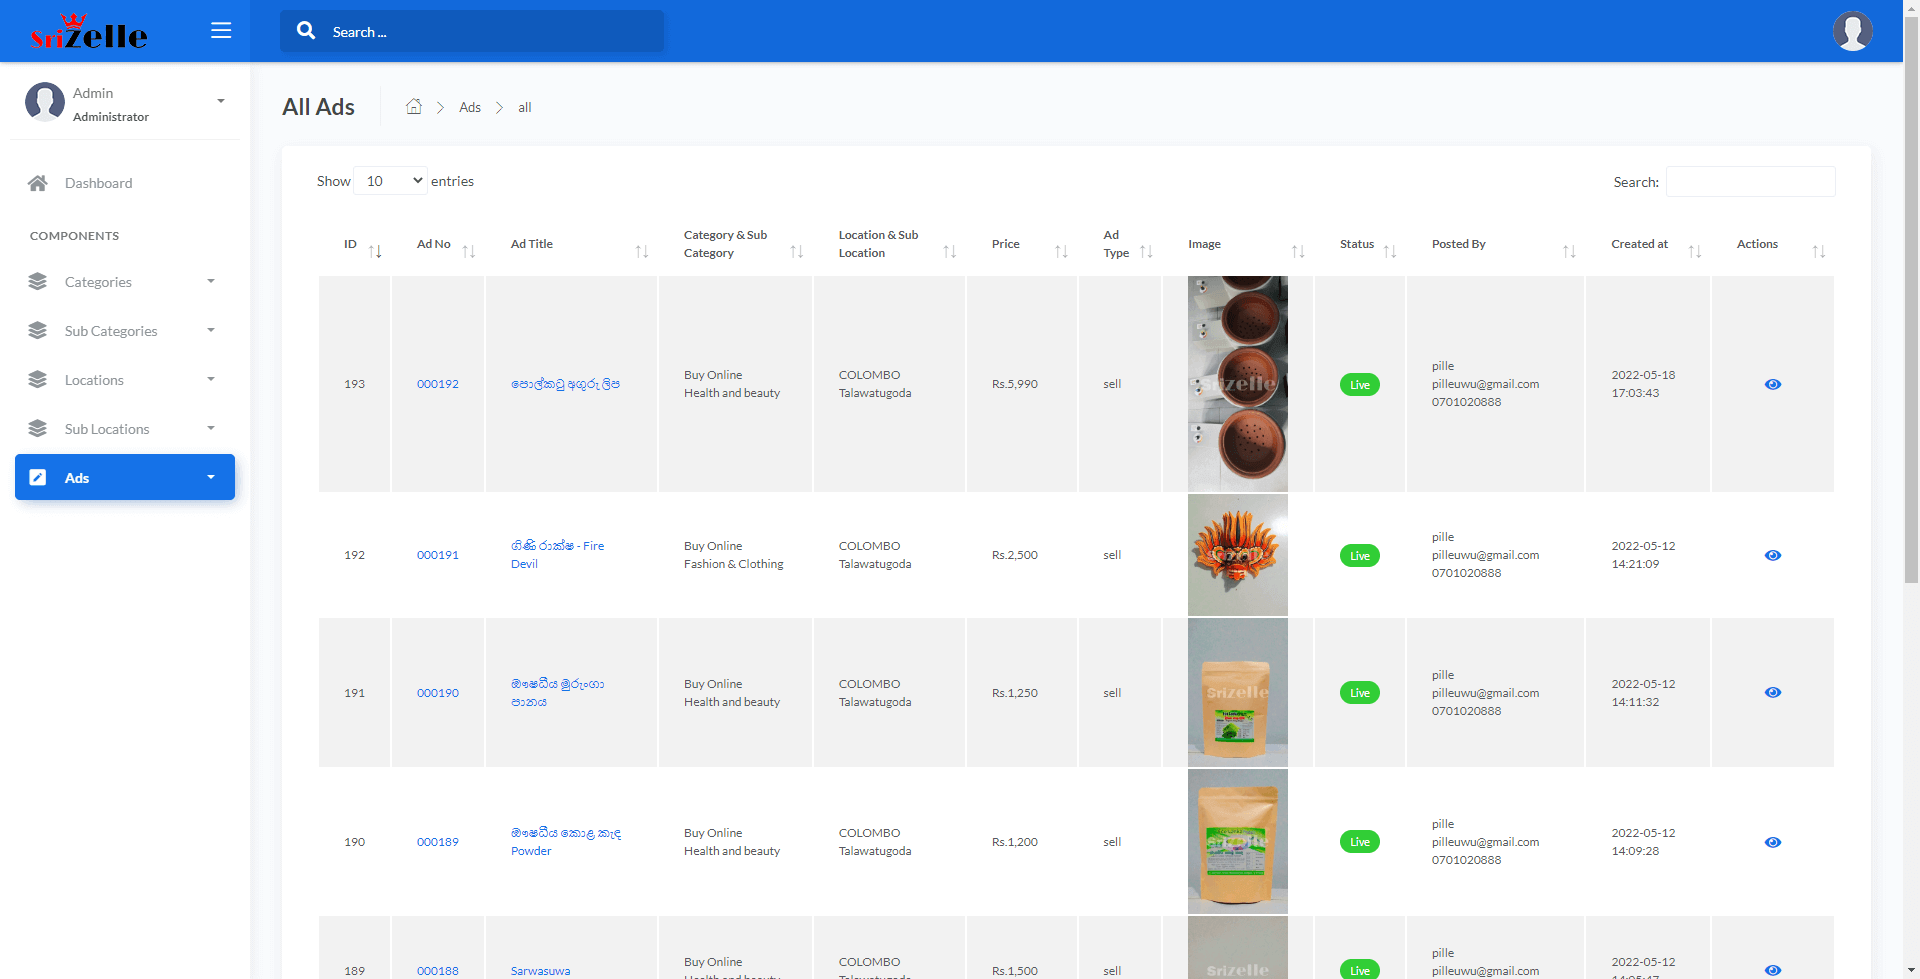 SriZelle
Search ...
Admin
Administrator
Dashboard
COMPONENTS
Categories
Sub Categories
Locations
Sub Locations
Ads
All Ads
Ads
all
Show 10 entries
Search:
ID
Ad No
Ad Title
Category & Sub
Category
Location & Sub
Location
Price
Ad
Type
Image
Status
Posted By
Created at
Actions
193
000192
පොල්කටු අගුරු ලිප
Buy Online
Health and beauty
COLOMBO
Talawatugoda
Rs.5,990
sell
Srizelle
Live
pille
pilleuwu@gmail.com
0701020888
2022-05-18
17:03:43
192
000191
ගිණි රාක්ෂ - Fire
Devil
Buy Online
Fashion & Clothing
COLOMBO
Talawatugoda
Rs.2,500
sell
Srizelle
Live
pille
pilleuwu@gmail.com
0701020888
2022-05-12
14:21:09
191
000190
ඖෂධීය මුරුංගා
පානය
Buy Online
Health and beauty
COLOMBO
Talawatugoda
Rs.1,250
sell
Srizelle
Live
pille
pilleuwu@gmail.com
0701020888
2022-05-12
14:11:32
190
000189
ඖෂධීය කොළ කැඳ
Powder
Buy Online
Health and beauty
COLOMBO
Talawatugoda
Rs.1,200
sell
Srizelle
Live
pille
pilleuwu@gmail.com
0701020888
2022-05-12
14:09:28
189
000188
Sarwasuwa
Buy Online
Health and beauty
COLOMBO
Talawatugoda
Rs.1,500
sell
Srizelle
Live
pille
pilleuwu@gmail.com
2022-05-12